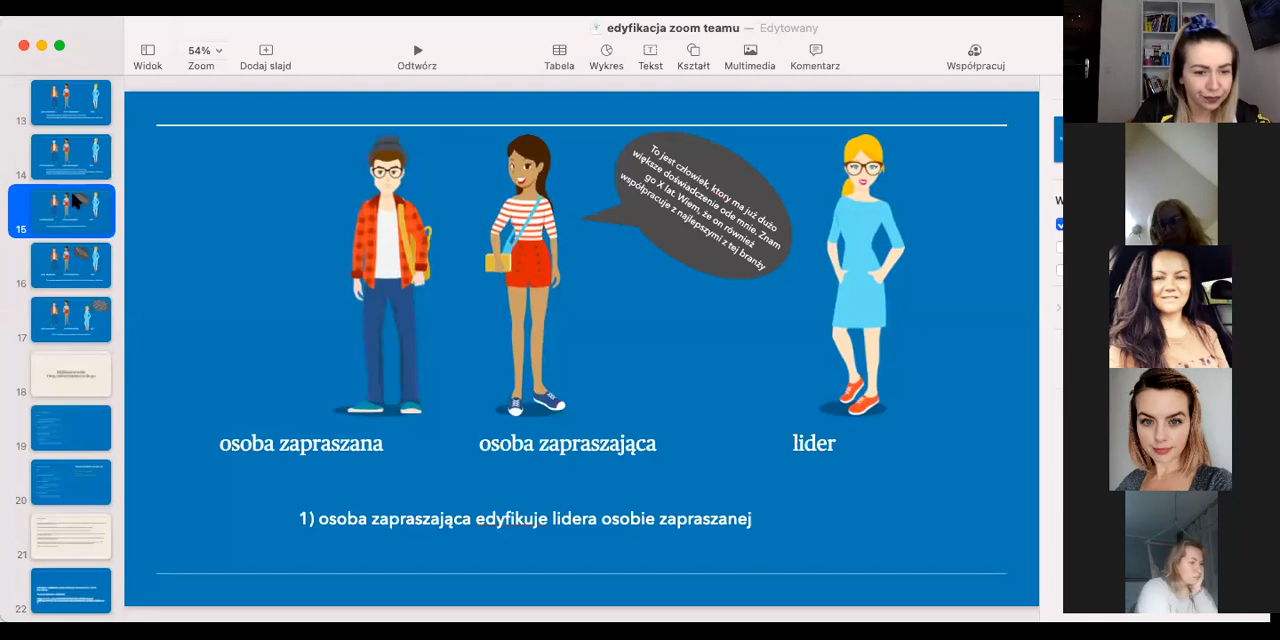 edyfikacja zoom teamu — Edytowany
54%
Widok
Zoom
Dodaj slajd
Odtwórz
Tabela
Wykres
Tekst
Kształt
Multimedia
Komentarz
Współpracuj
13
14
15
16
17
18
19
20
21
22
To jest człowiek, ktory ma już dużo
większe doświadczenie ode mnie. Znam
go X lat. Wiem, że on również
współpracuje z najlepszymi z tej branży
osoba zapraszana
osoba zapraszająca
lider
1) osoba zapraszająca edyfikuje lidera osobie zapraszanej